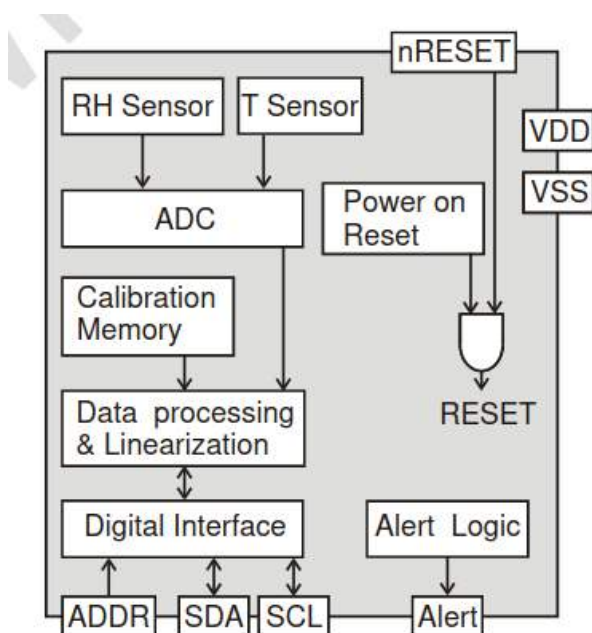 nRESET
RH Sensor
T Sensor
VDD
VSS
ADC
Power on
Reset
Calibration
Memory
RESET
Data processing
& Linearization
Digital Interface
Alert Logic
ADDR
SDA
SCL
Alert